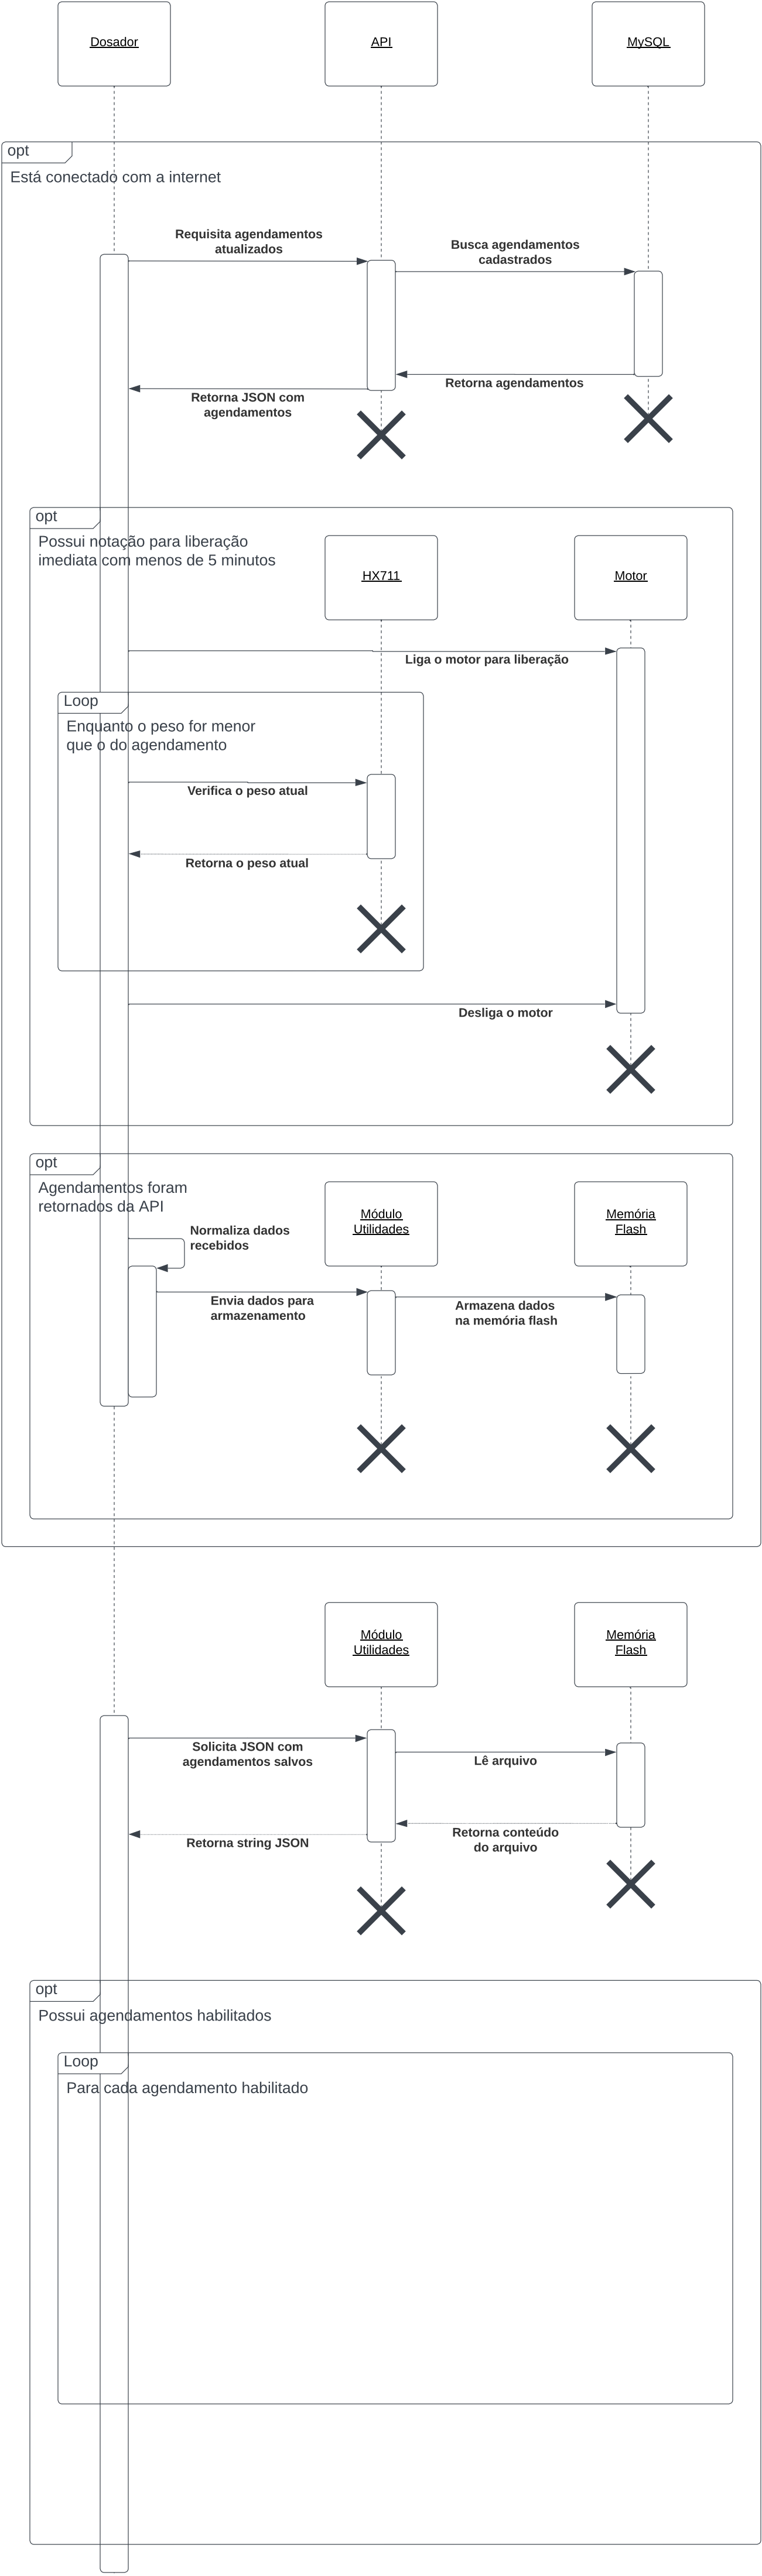 Dosador
API
MySQL
opt
Está conectado com a internet
Requisita agendamentos
atualizados
Busca agendamentos
cadastrados
Retorna agendamentos
Retorna JSON com
agendamentos
opt
Possui notação para liberação
imediata com menos de 5 minutos
HX711
Motor
Liga o motor para liberação
Loop
Enquanto o peso for menor
que o do agendamento
Verifica o peso atual
Retorna o peso atual
Desliga o motor
opt
Agendamentos foram
retornados da API
Módulo
Utilidades
Memória
Flash
Normaliza dados
recebidos
Envia dados para
armazenamento
Armazena dados
na memória flash
Módulo
Utilidades
Memória
Flash
Solicita JSON com
agendamentos salvos
Lê arquivo
Retorna conteúdo
do arquivo
Retorna string JSON
opt
Possui agendamentos habilitados
Loop
Para cada agendamento habilitado